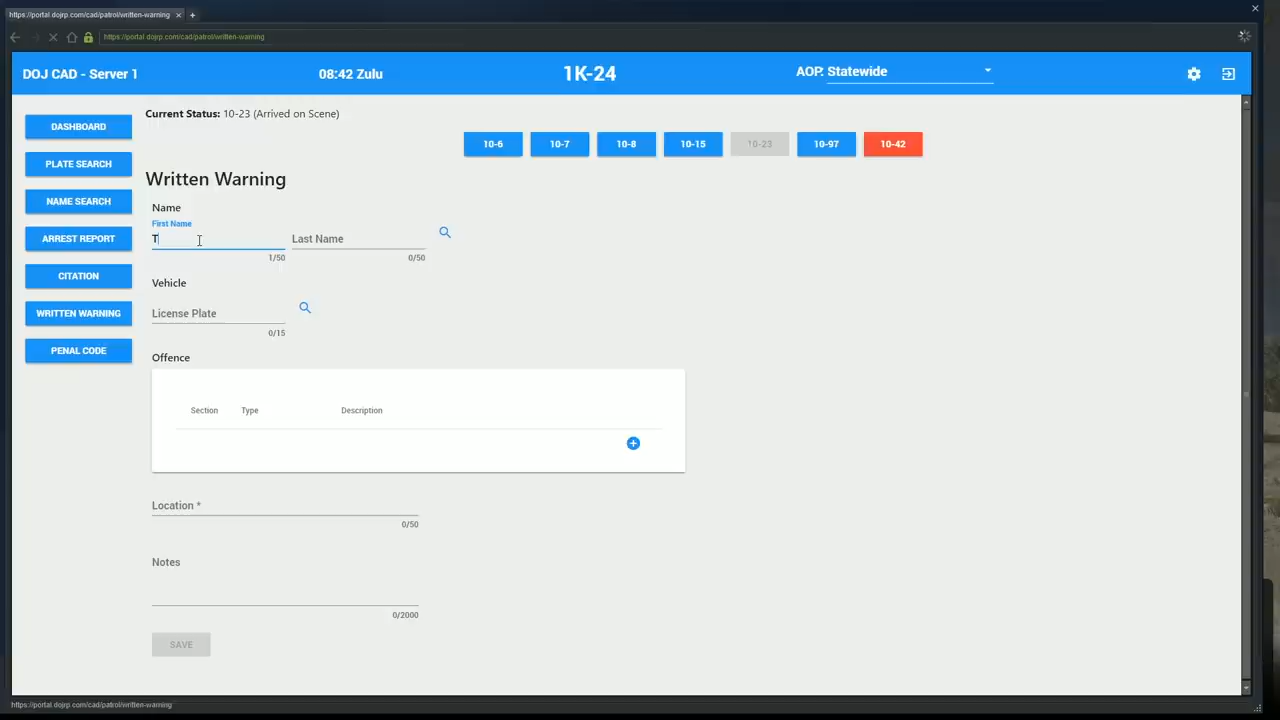 https://portal.dojrp.com/cad/patrol/written-warning × +
https://portal.dojrp.com/cad/patrol/written-warning
DOJ CAD - Server 1 08:42 Zulu 1K-24 AOP: Statewide
Current Status: 10-23 (Arrived on Scene)
DASHBOARD
PLATE SEARCH
NAME SEARCH
ARREST REPORT
CITATION
WRITTEN WARNING
PENAL CODE
10-6 10-7 10-8 10-15 10-23 10-97 10-42
Written Warning
Name
First Name
T Last Name
1/50 0/50
Vehicle
License Plate
0/15
Offence
Section Type Description
Location *
0/50
Notes
0/2000
SAVE
https://portal.dojrp.com/cad/patrol/written-warning